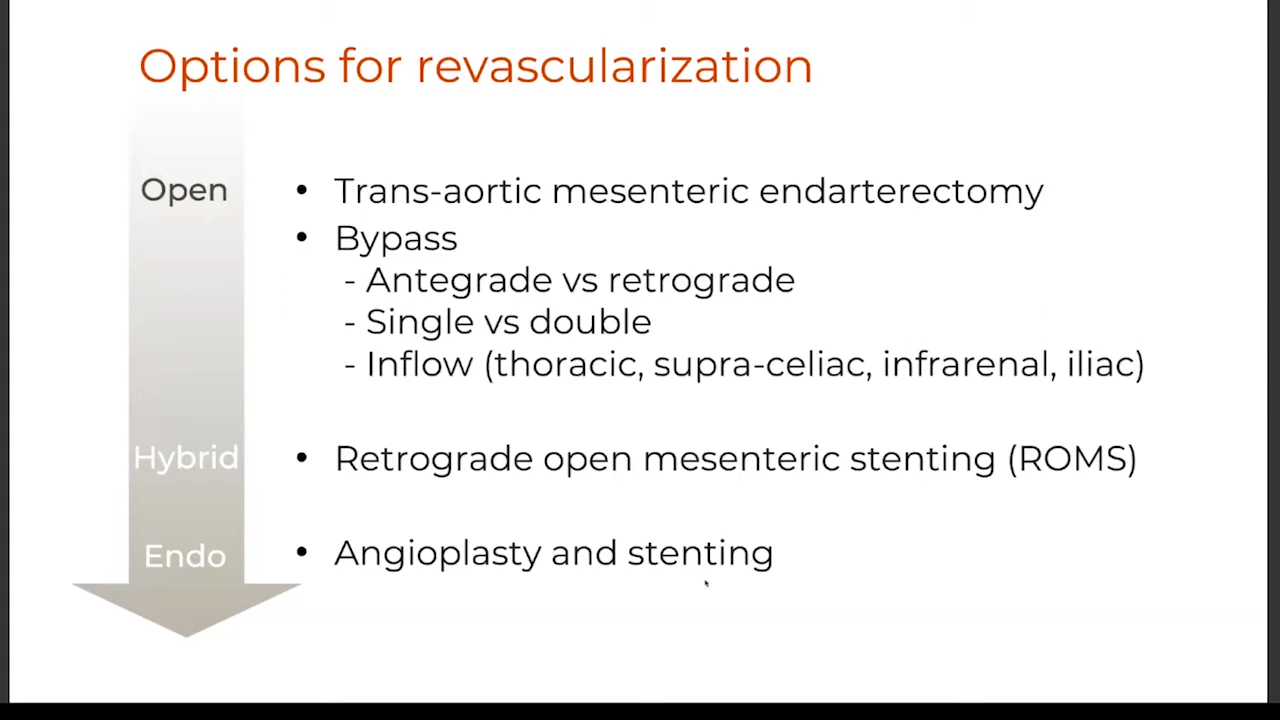 Options for revascularization
Open
• Trans-aortic mesenteric endarterectomy
• Bypass
- Antegrade vs retrograde
- Single vs double
- Inflow (thoracic, supra-celiac, infrarenal, iliac)
Hybrid
• Retrograde open mesenteric stenting (ROMS)
Endo
• Angioplasty and stenting